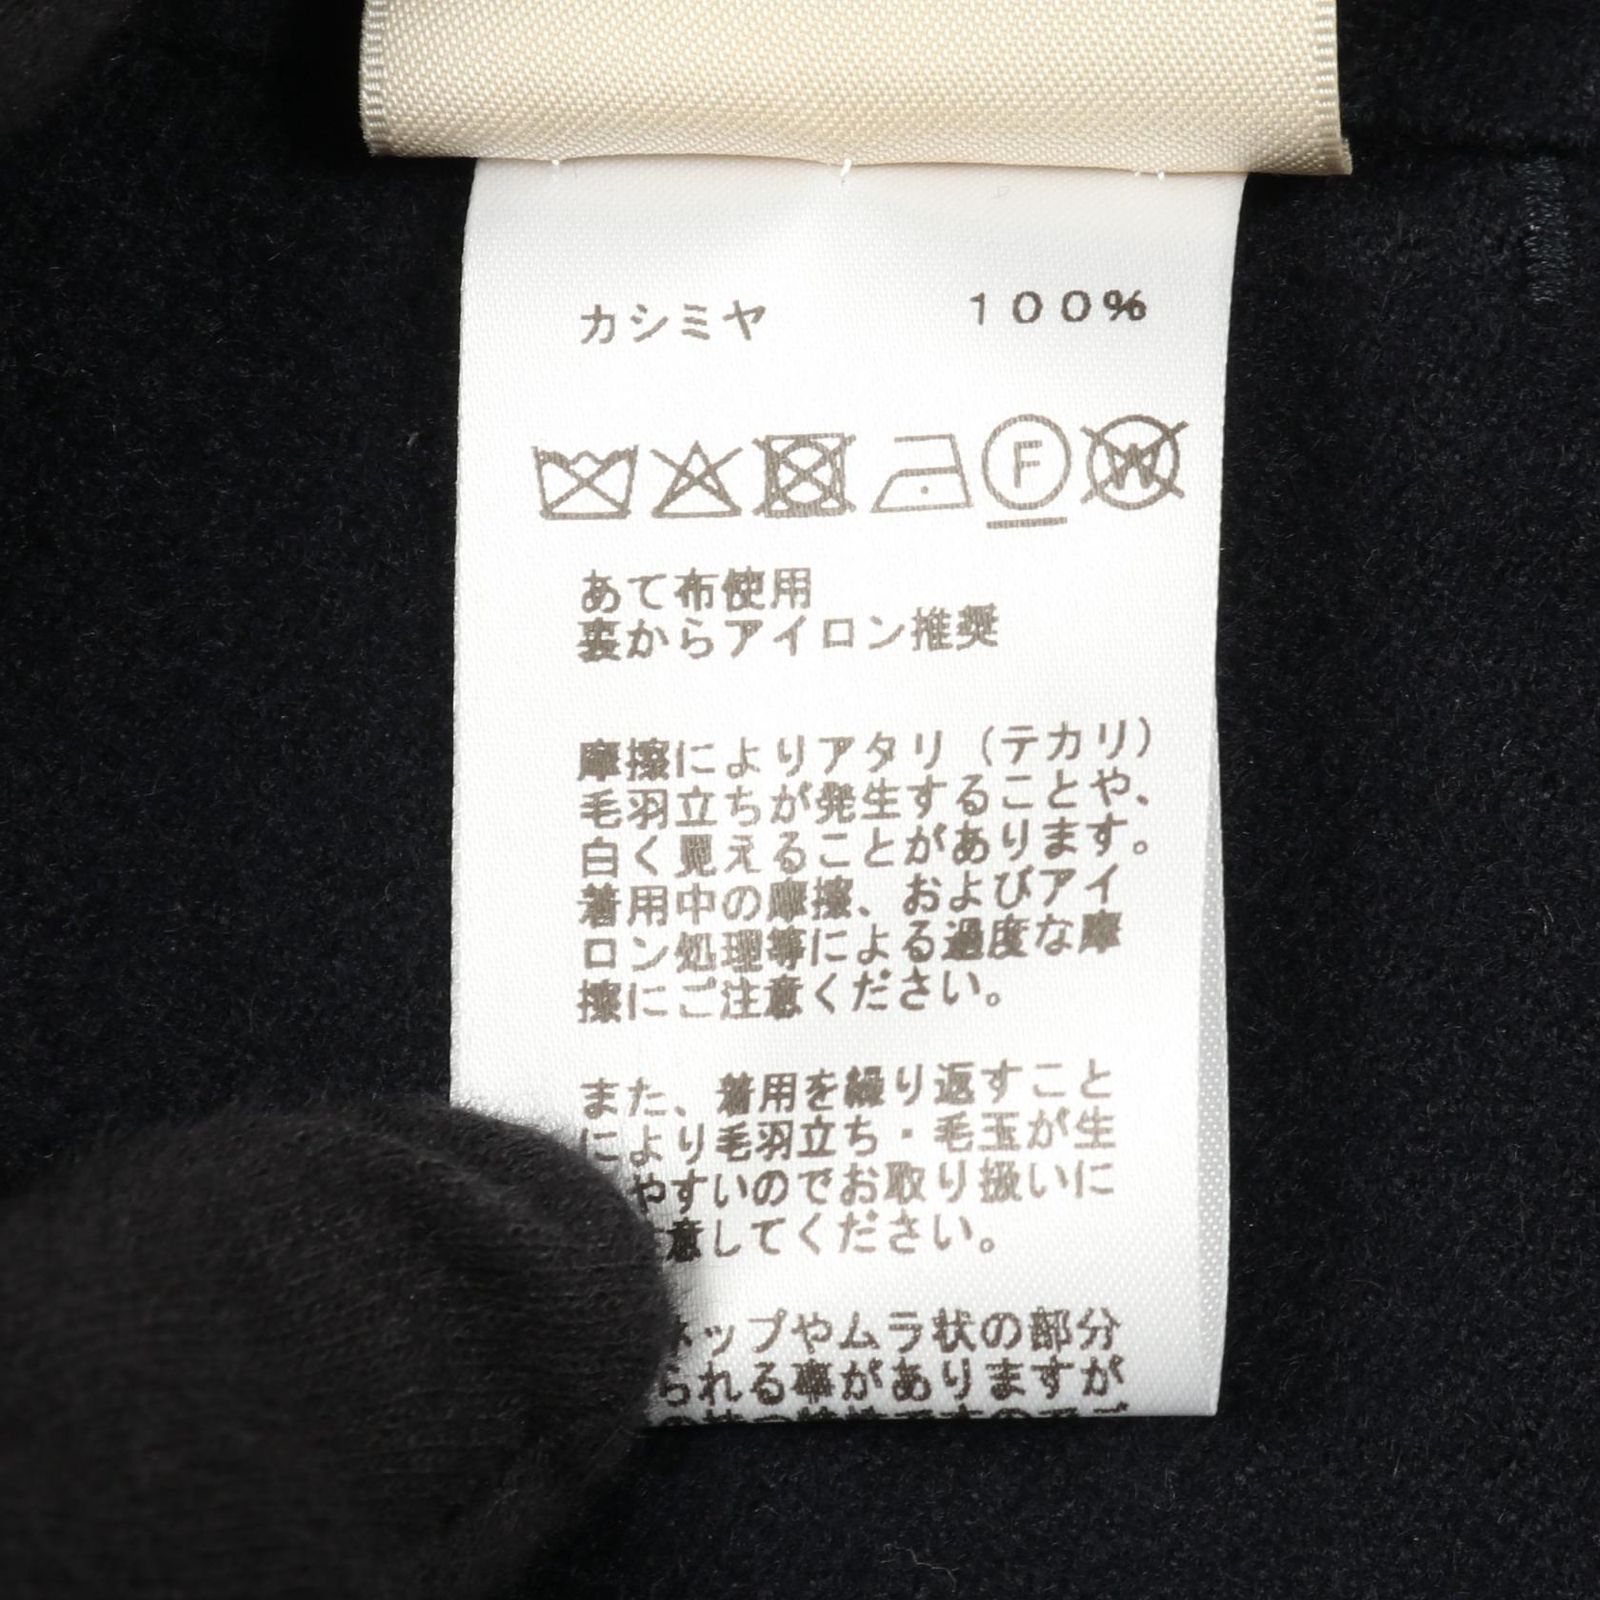 カシミヤ 100%
F W
あて布使用
裏からアイロン推奨
摩擦によりアタリ（テカリ）
毛羽立ちが発生することや、
白く見えることがあります。
着用中の摩擦、およびアイ
ロン処理等による過度な摩
擦にご注意ください。
また、着用を繰り返すこと
により毛羽立ち・毛玉が生
やすいのでお取り扱いに
意してください。
ネップやムラ状の部分
られる事がありますが